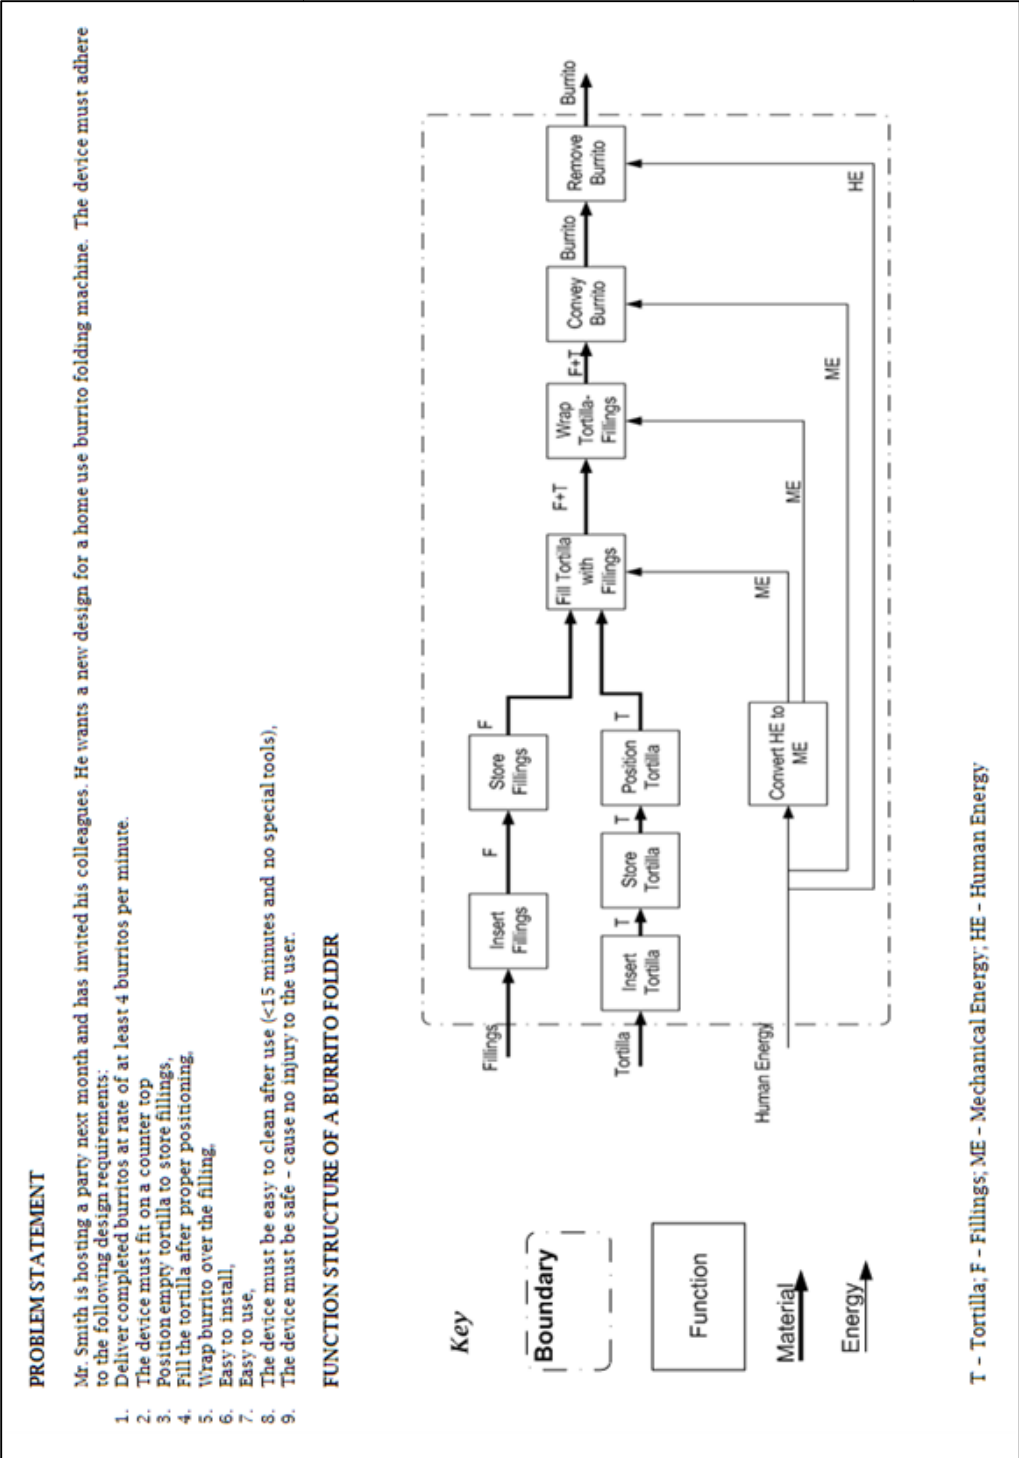 PROBLEM STATEMENT
Mr. Smith is hosting a party next month and has invited his colleagues. He wants a new design for a home use burrito folding machine. The device must adhere
to the following design requirements:
1. Deliver completed burritos at rate of at least 4 burritos per minute.
2. The device must fit on a counter top
3. Position empty tortilla to store fillings,
4. Fill the tortilla after proper positioning,
5. Wrap burrito over the filling,
6. Easy to install,
7. Easy to use,
8. The device must be easy to clean after use (<15 minutes and no special tools),
9. The device must be safe – cause no injury to the user.
FUNCTION STRUCTURE OF A BURRITO FOLDER
Key
Boundary
Function
Material
Energy
Fillings
Insert
Fillings
F
Store
Fillings
F
Tortilla
Insert
Tortilla
T
Store
Tortilla
T
Position
Tortilla
T
Fill Tortilla
with
Fillings
F+T
Wrap
Tortilla-
Fillings
F+T
Convey
Burrito
Burrito
Remove
Burrito
Burrito
Human Energy
Convert HE to
ME
ME
ME
ME
HE
T – Tortilla; F – Fillings; ME – Mechanical Energy; HE – Human Energy